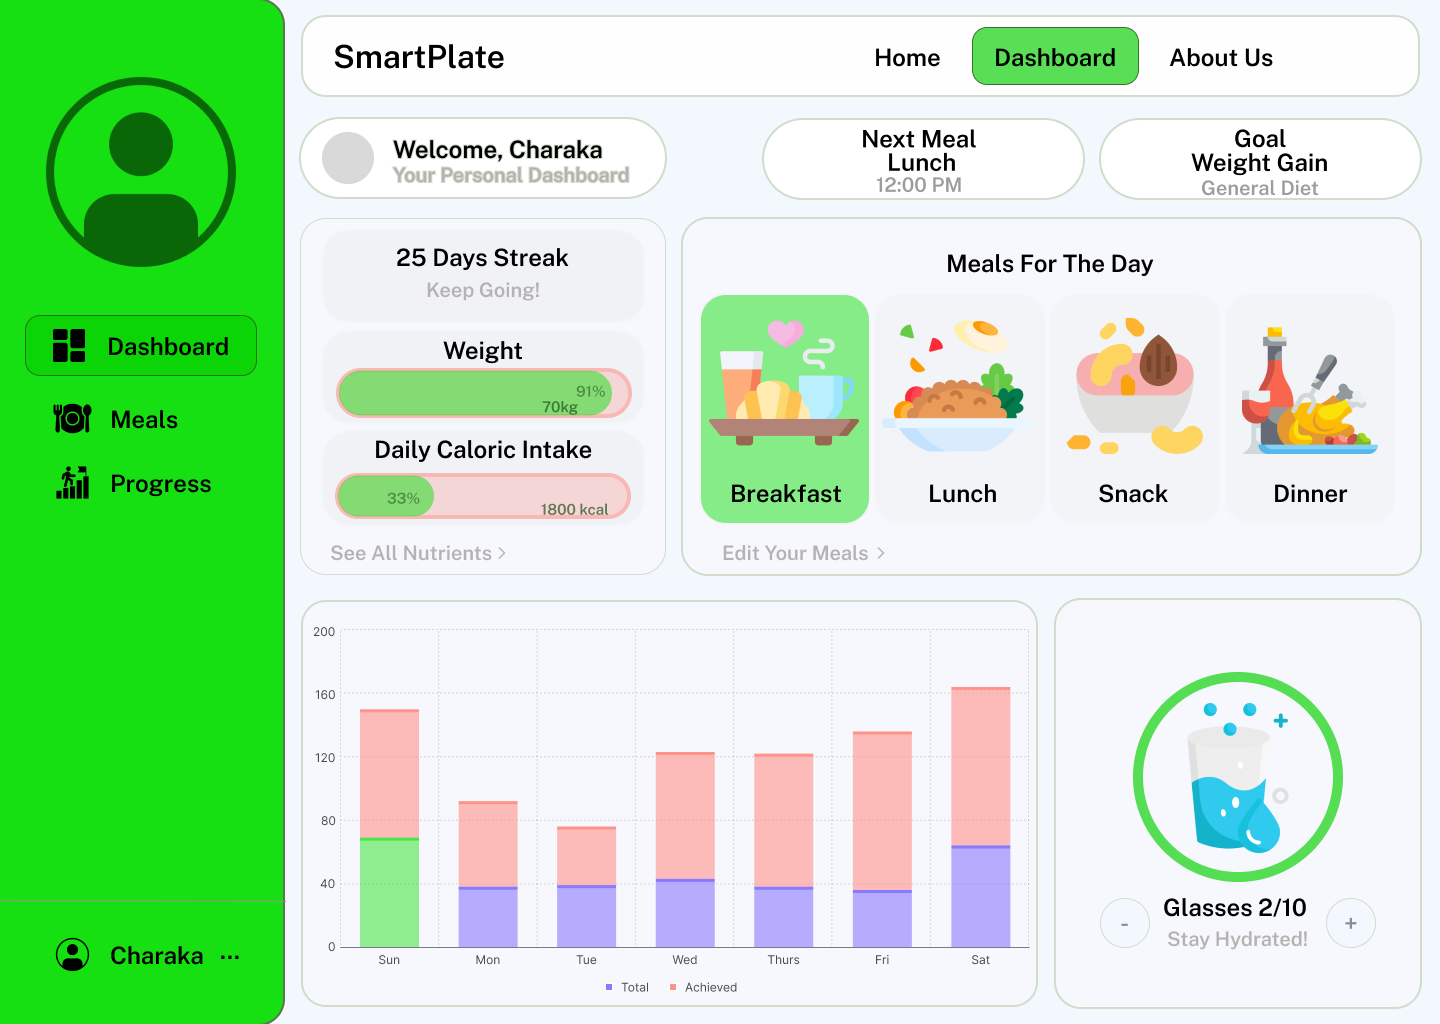 SmartPlate
Home
Dashboard
About Us
Dashboard
Meals
Progress
Charaka ...
Welcome, Charaka
Your Personal Dashboard
Next Meal
Lunch
12:00 PM
Goal
Weight Gain
General Diet
25 Days Streak
Keep Going!
Weight
91%
70kg
Daily Caloric Intake
33%
1800 kcal
See All Nutrients >
Meals For The Day
Breakfast
Lunch
Snack
Dinner
Edit Your Meals >
200
160
120
80
40
0
Sun
Mon
Tue
Wed
Thurs
Fri
Sat
Total
Achieved
-
Glasses 2/10
+
Stay Hydrated!